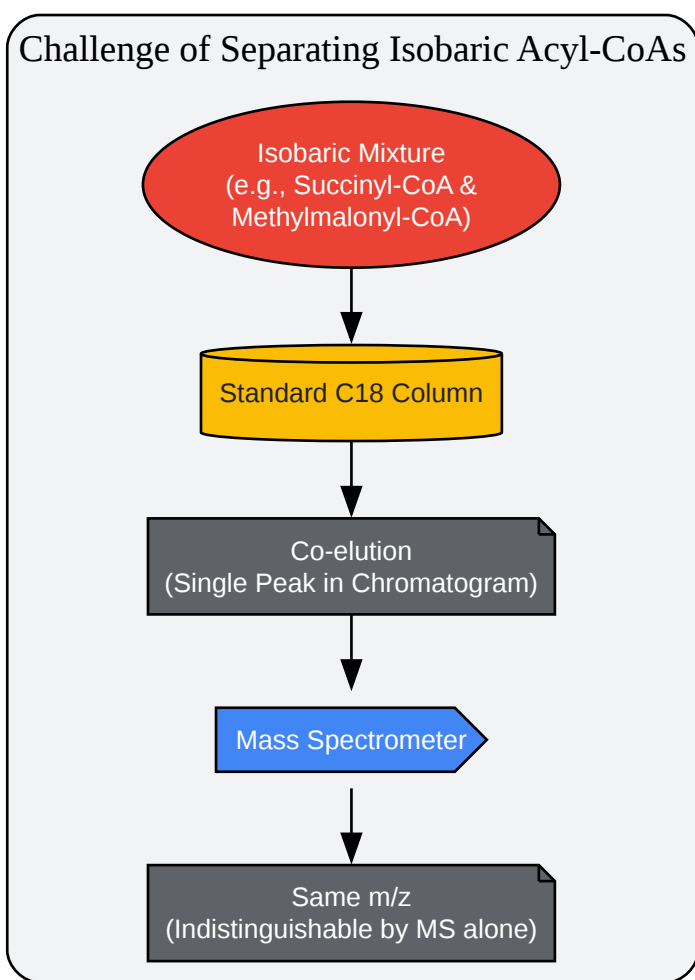 Challenge of Separating Isobaric Acyl-CoAs
Isobaric Mixture
(e.g., Succinyl-CoA &
Methylmalonyl-CoA)
Standard C18 Column
Co-elution
(Single Peak in Chromatogram)
Mass Spectrometer
Same m/z
(Indistinguishable by MS alone)